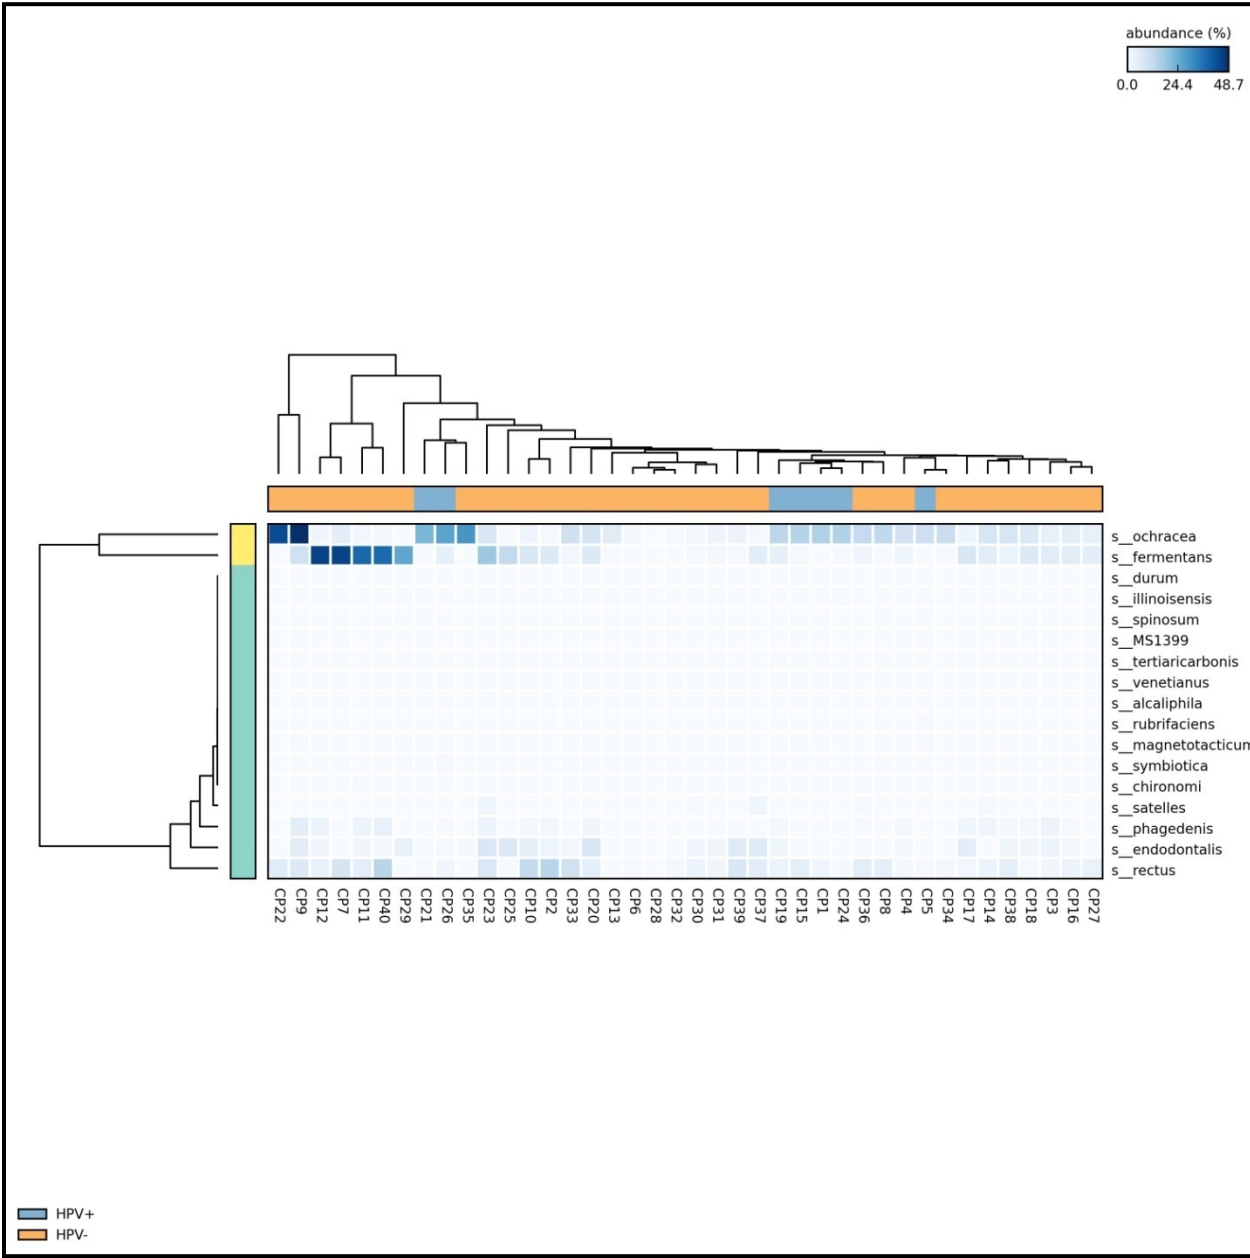 abundance (%)
0.0 24.4 48.7
s__ochracea
s__fermentans
s__durum
s__illinoisensis
s__spinosum
s__MS1399
s__tertiaricarbonis
s__venetianus
s__alcaliphila
s__rubrifaciens
s__magnetotacticum
s__symbiotica
s__chironomi
s__satelles
s__phagedenis
s__endodontalis
s__rectus
CP22 CP9 CP12 CP7 CP11 CP40 CP29 CP21 CP26 CP35 CP23 CP25 CP10 CP2 CP33 CP20 CP13 CP6 CP28 CP32 CP30 CP31 CP39 CP37 CP19 CP15 CP1 CP24 CP36 CP8 CP4 CP5 CP34 CP17 CP14 CP38 CP18 CP3 CP16 CP27
HPV+
HPV-